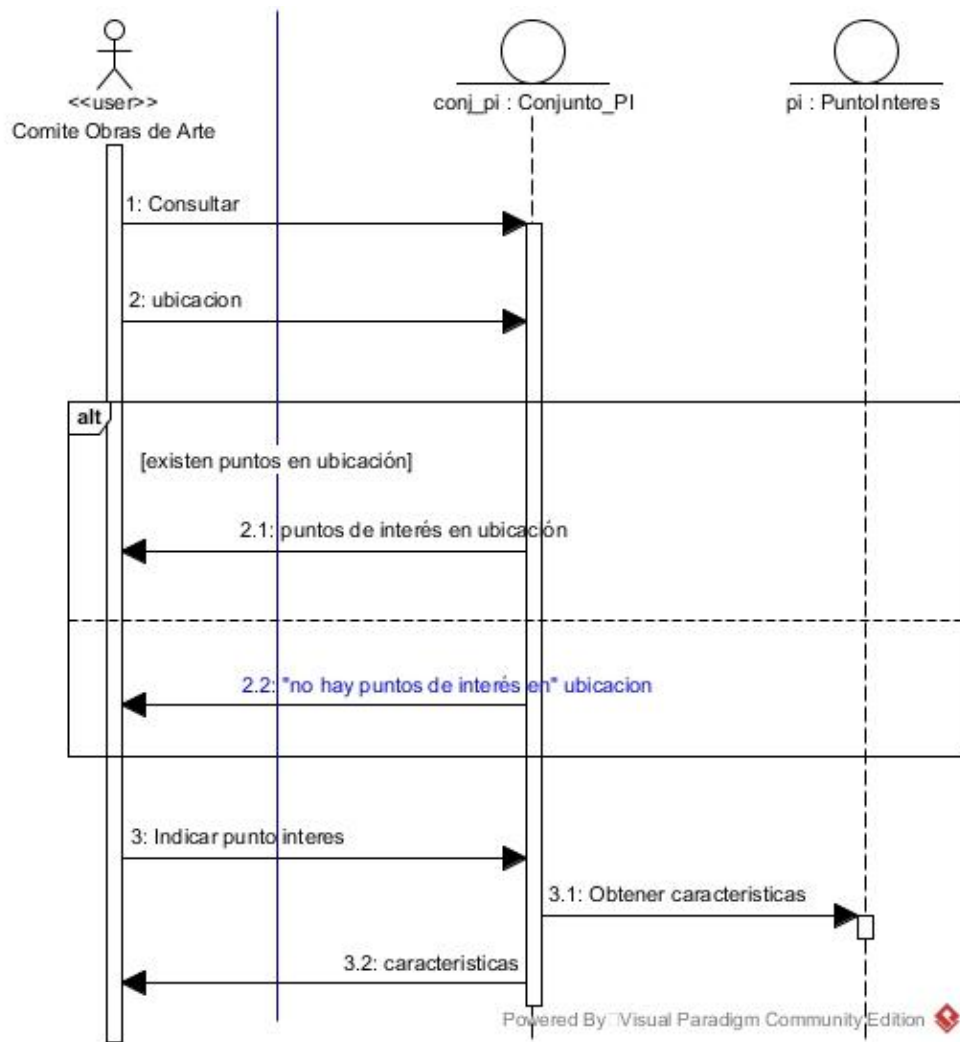 <<user>>
Comite Obras de Arte
conj_pi : Conjunto_PI
pi : PuntoInteres
1: Consultar
2: ubicacion
alt
[existen puntos en ubicación]
2.1: puntos de interés en ubicación
2.2: "no hay puntos de interés en" ubicacion
3: Indicar punto interes
3.1: Obtener caracteristicas
3.2: caracteristicas
Powered By Visual Paradigm Community Edition